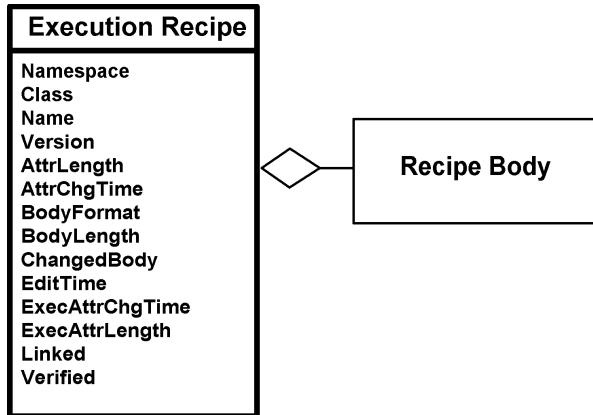 Execution Recipe
Namespace
Class
Name
Version
AttrLength
AttrChgTime
BodyFormat
BodyLength
ChangedBody
EditTime
ExecAttrChgTime
ExecAttrLength
Linked
Verified
Recipe Body